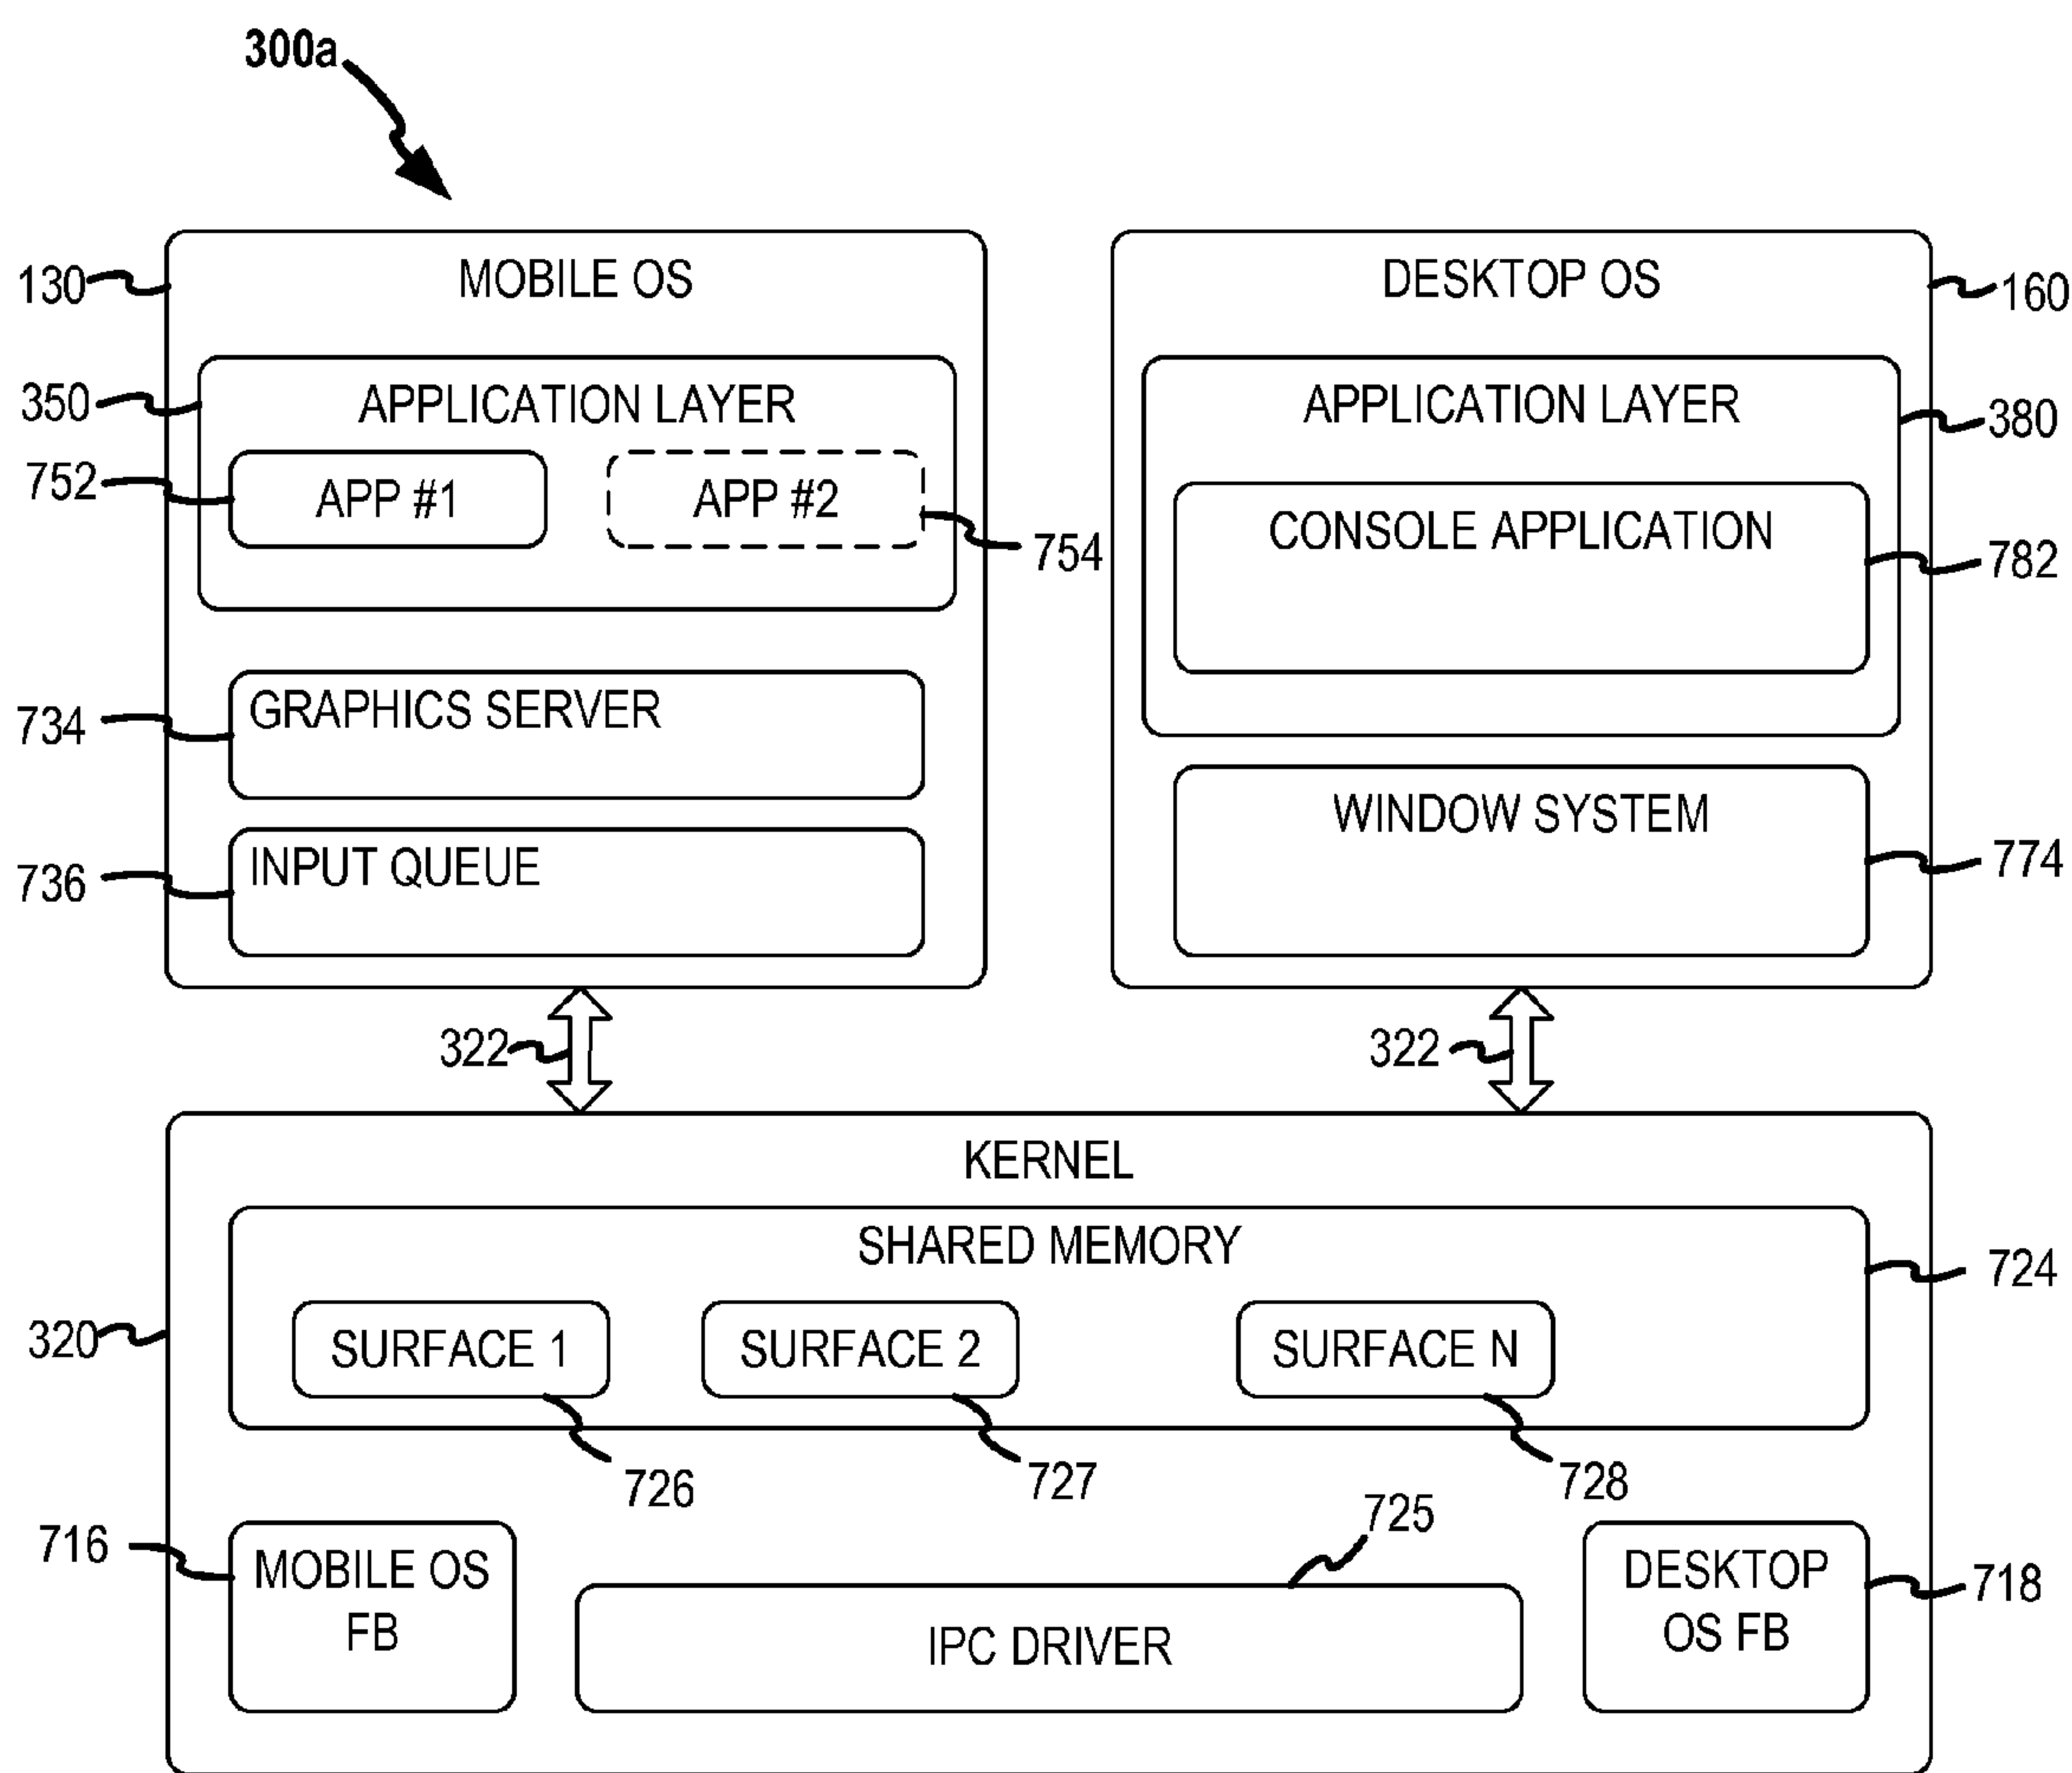 300a
130
MOBILE OS
DESKTOP OS
160
350
APPLICATION LAYER
APPLICATION LAYER
380
752
APP #1
APP #2
754
CONSOLE APPLICATION
782
734
GRAPHICS SERVER
WINDOW SYSTEM
774
736
INPUT QUEUE
322
322
KERNEL
SHARED MEMORY
724
320
SURFACE 1
SURFACE 2
SURFACE N
726
727
728
725
716
MOBILE OS
FB
IPC DRIVER
DESKTOP
OS FB
718